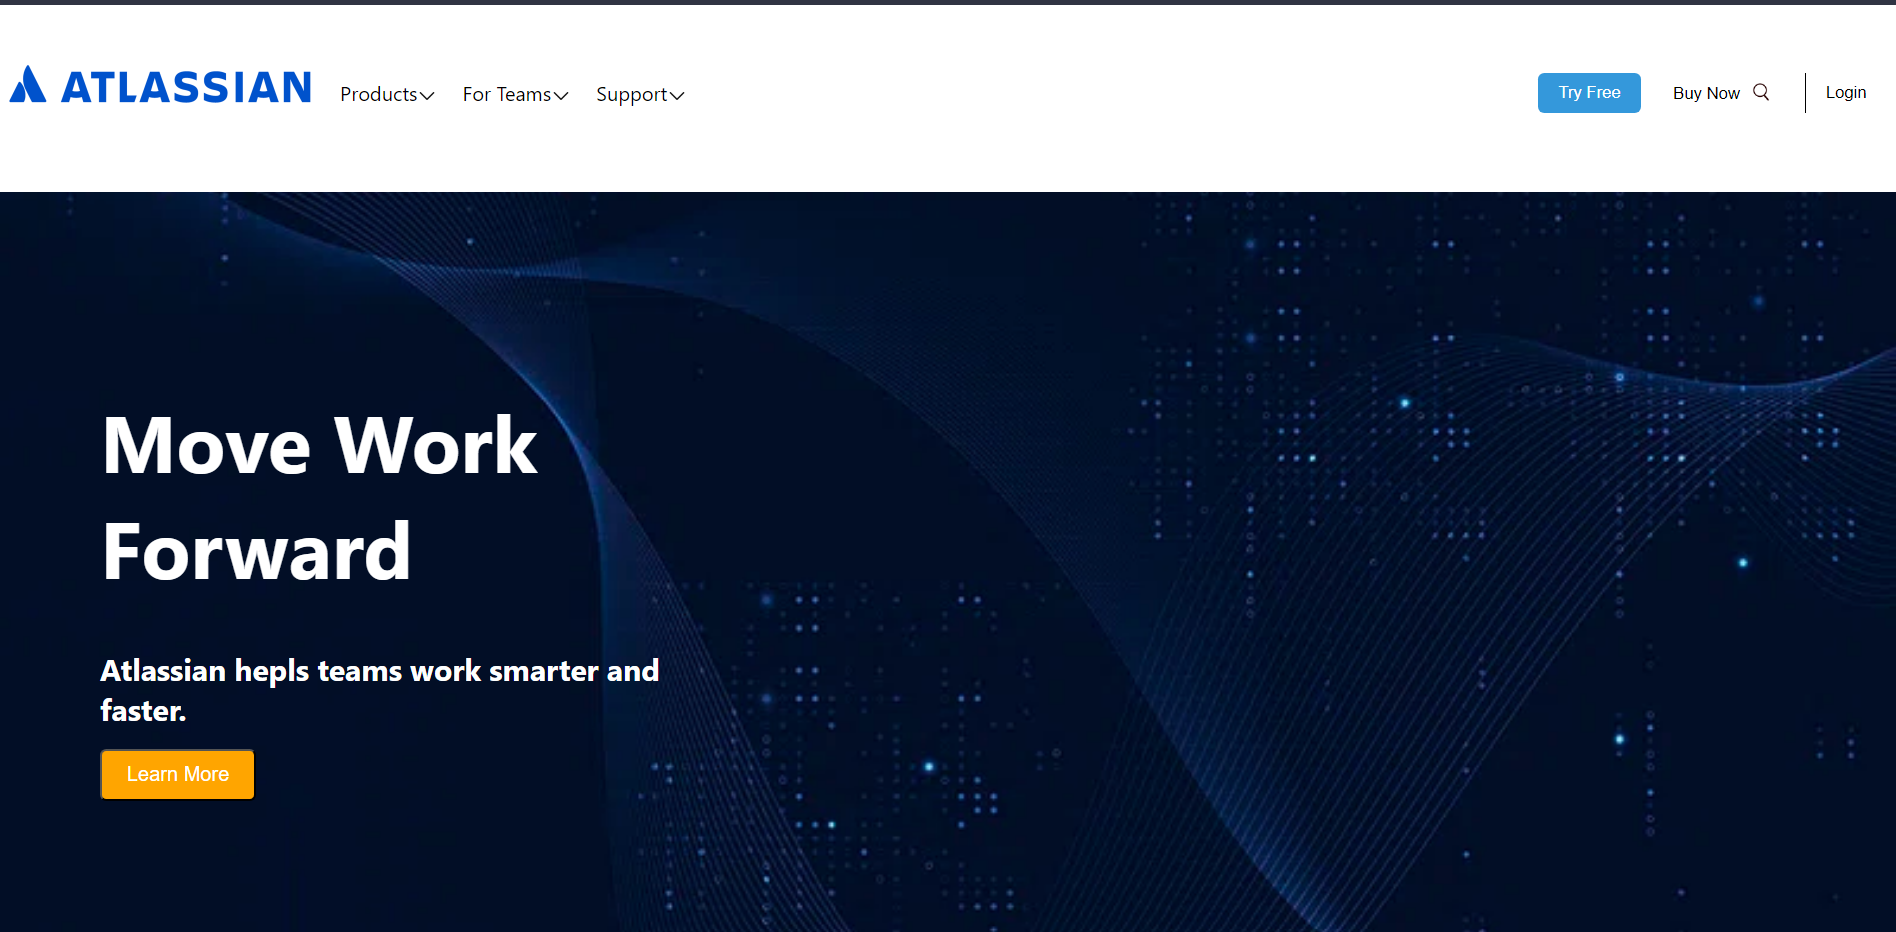 ATLASSIAN Products For Teams Support Try Free Buy Now Login
Move Work
Forward
Atlassian hepls teams work smarter and
faster.
Learn More